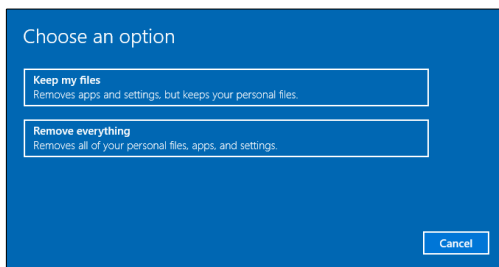 Choose an option
Keep my files
Removes apps and settings, but keeps your personal files.
Remove everything
Removes all of your personal files, apps, and settings.
Cancel